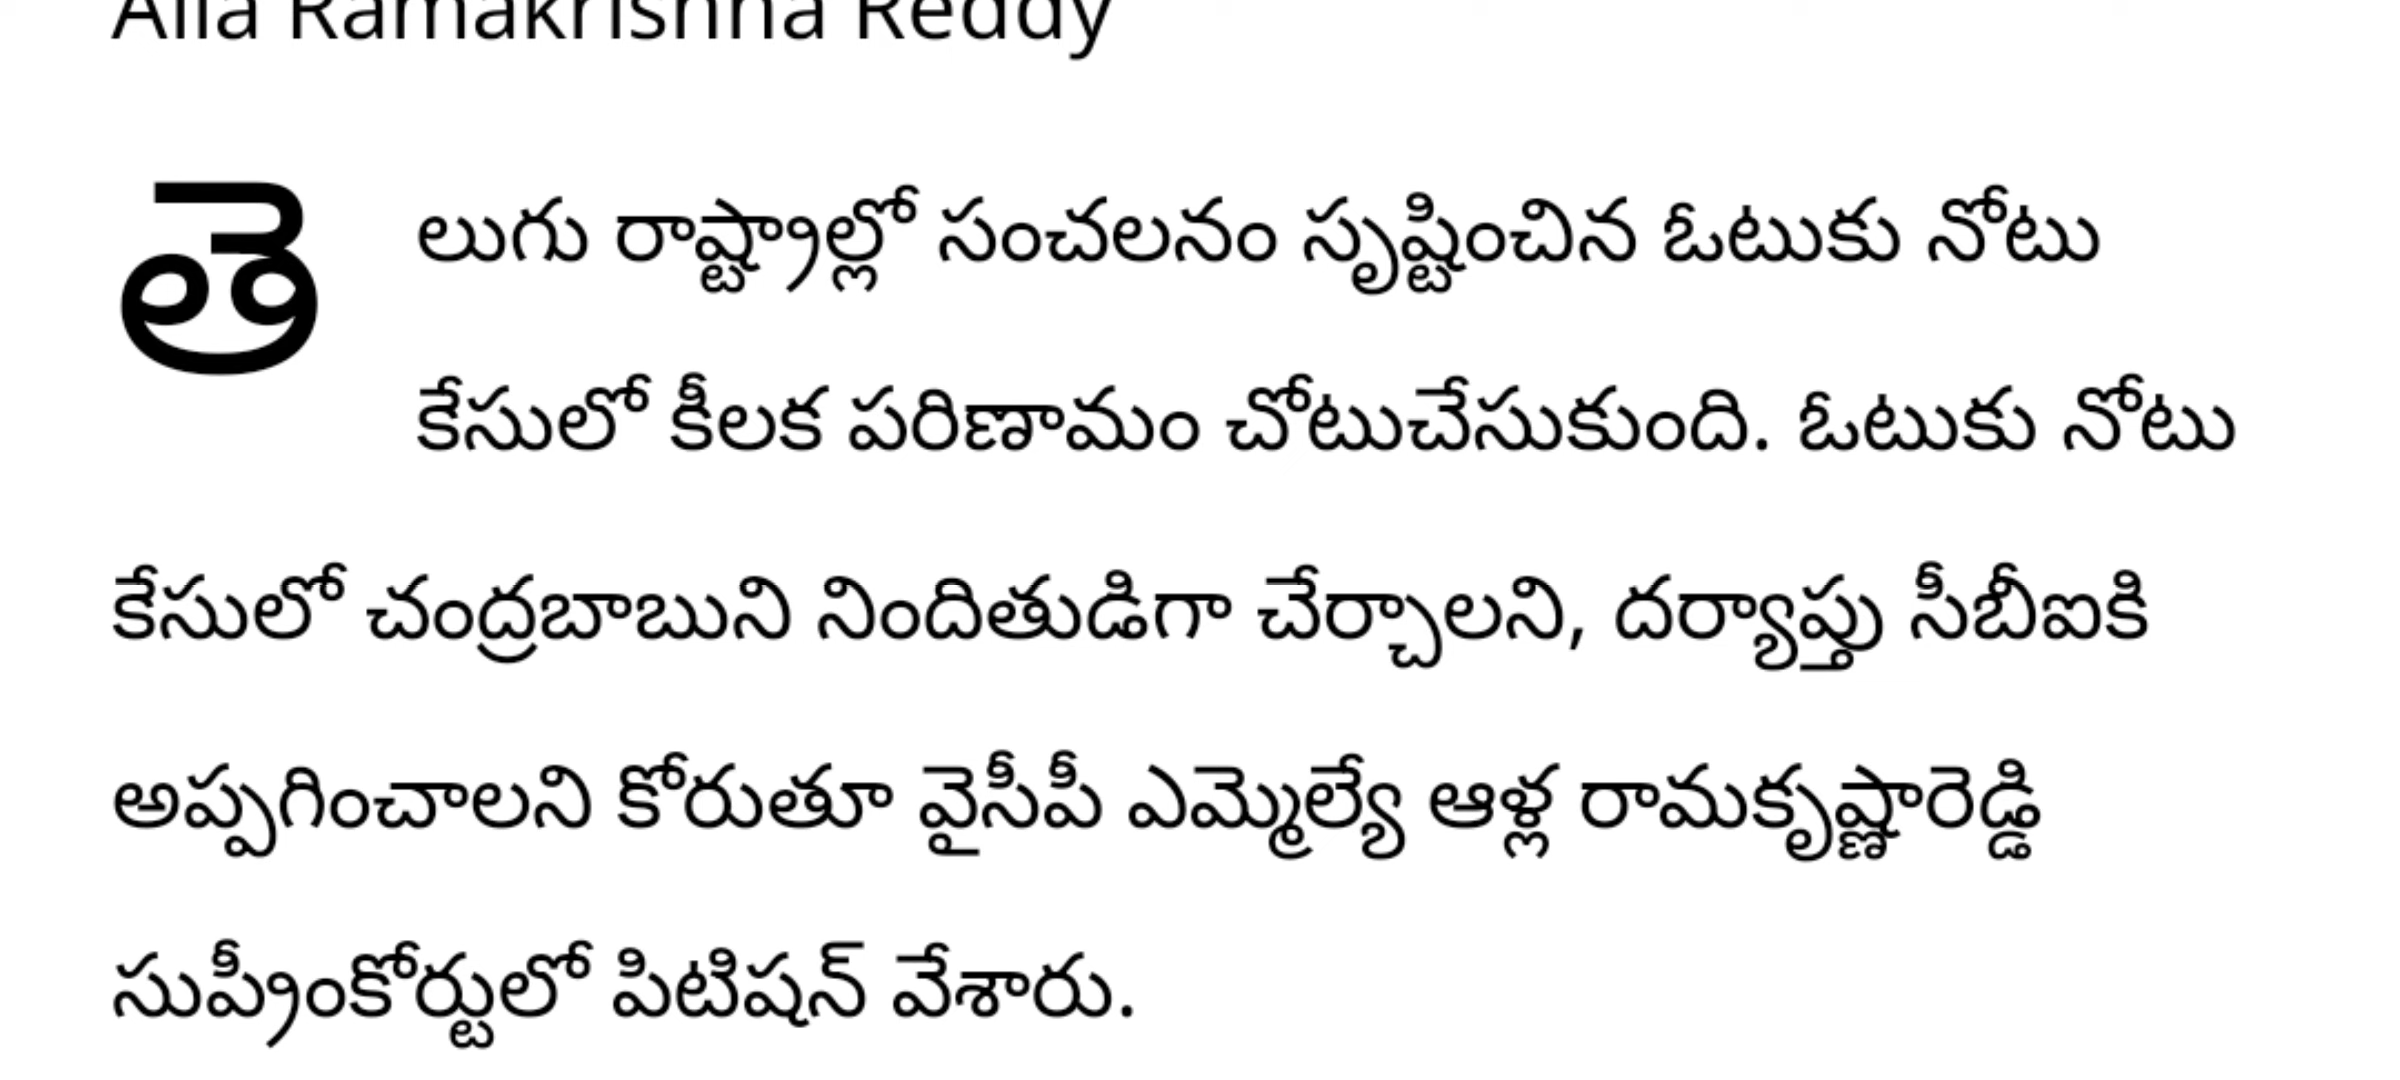 Alla Ramakrishna Reddy
తెలుగు రాష్ట్రాల్లో సంచలనం సృష్టించిన ఓటుకు నోటు
కేసులో కీలక పరిణామం చోటుచేసుకుంది. ఓటుకు నోటు
కేసులో చంద్రబాబుని నిందితుడిగా చేర్చాలని, దర్యాప్తు సీబీఐకి
అప్పగించాలని కోరుతూ వైసీపీ ఎమ్మెల్యే ఆళ్ల రామకృష్ణారెడ్డి
సుప్రీంకోర్టులో పిటిషన్ వేశారు.